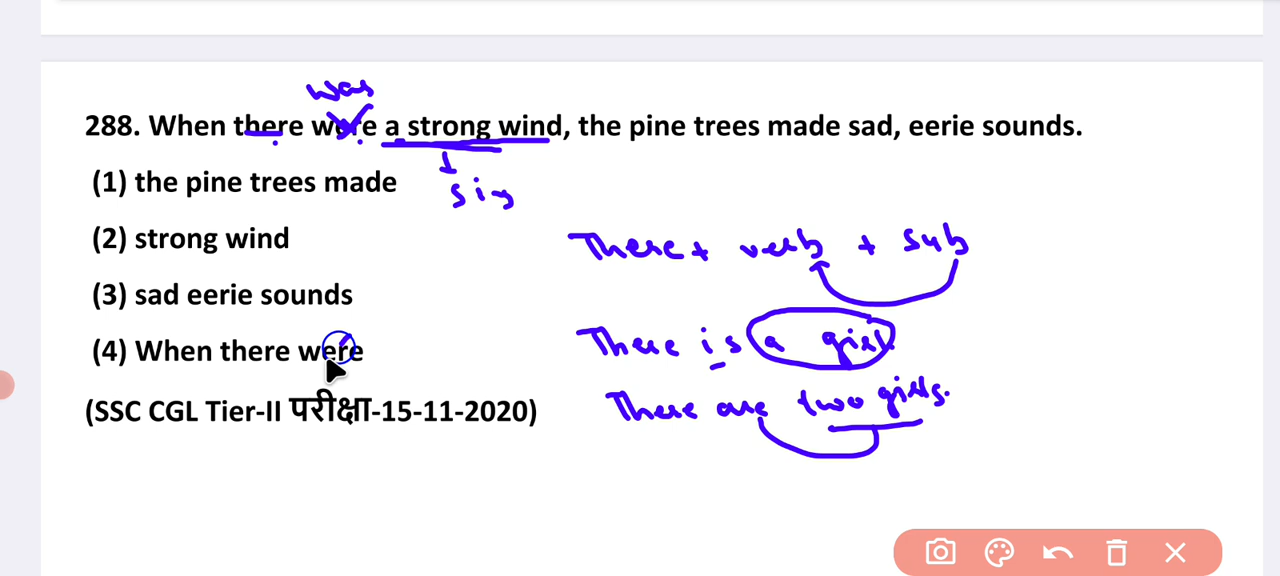 was
288. When there were a strong wind, the pine trees made sad, eerie sounds.
(1) the pine trees made
sig
(2) strong wind
There + verb + sub
(3) sad eerie sounds
There is a girl.
(4) When there were
There are two girls.
(SSC CGL Tier-II परीक्षा-15-11-2020)